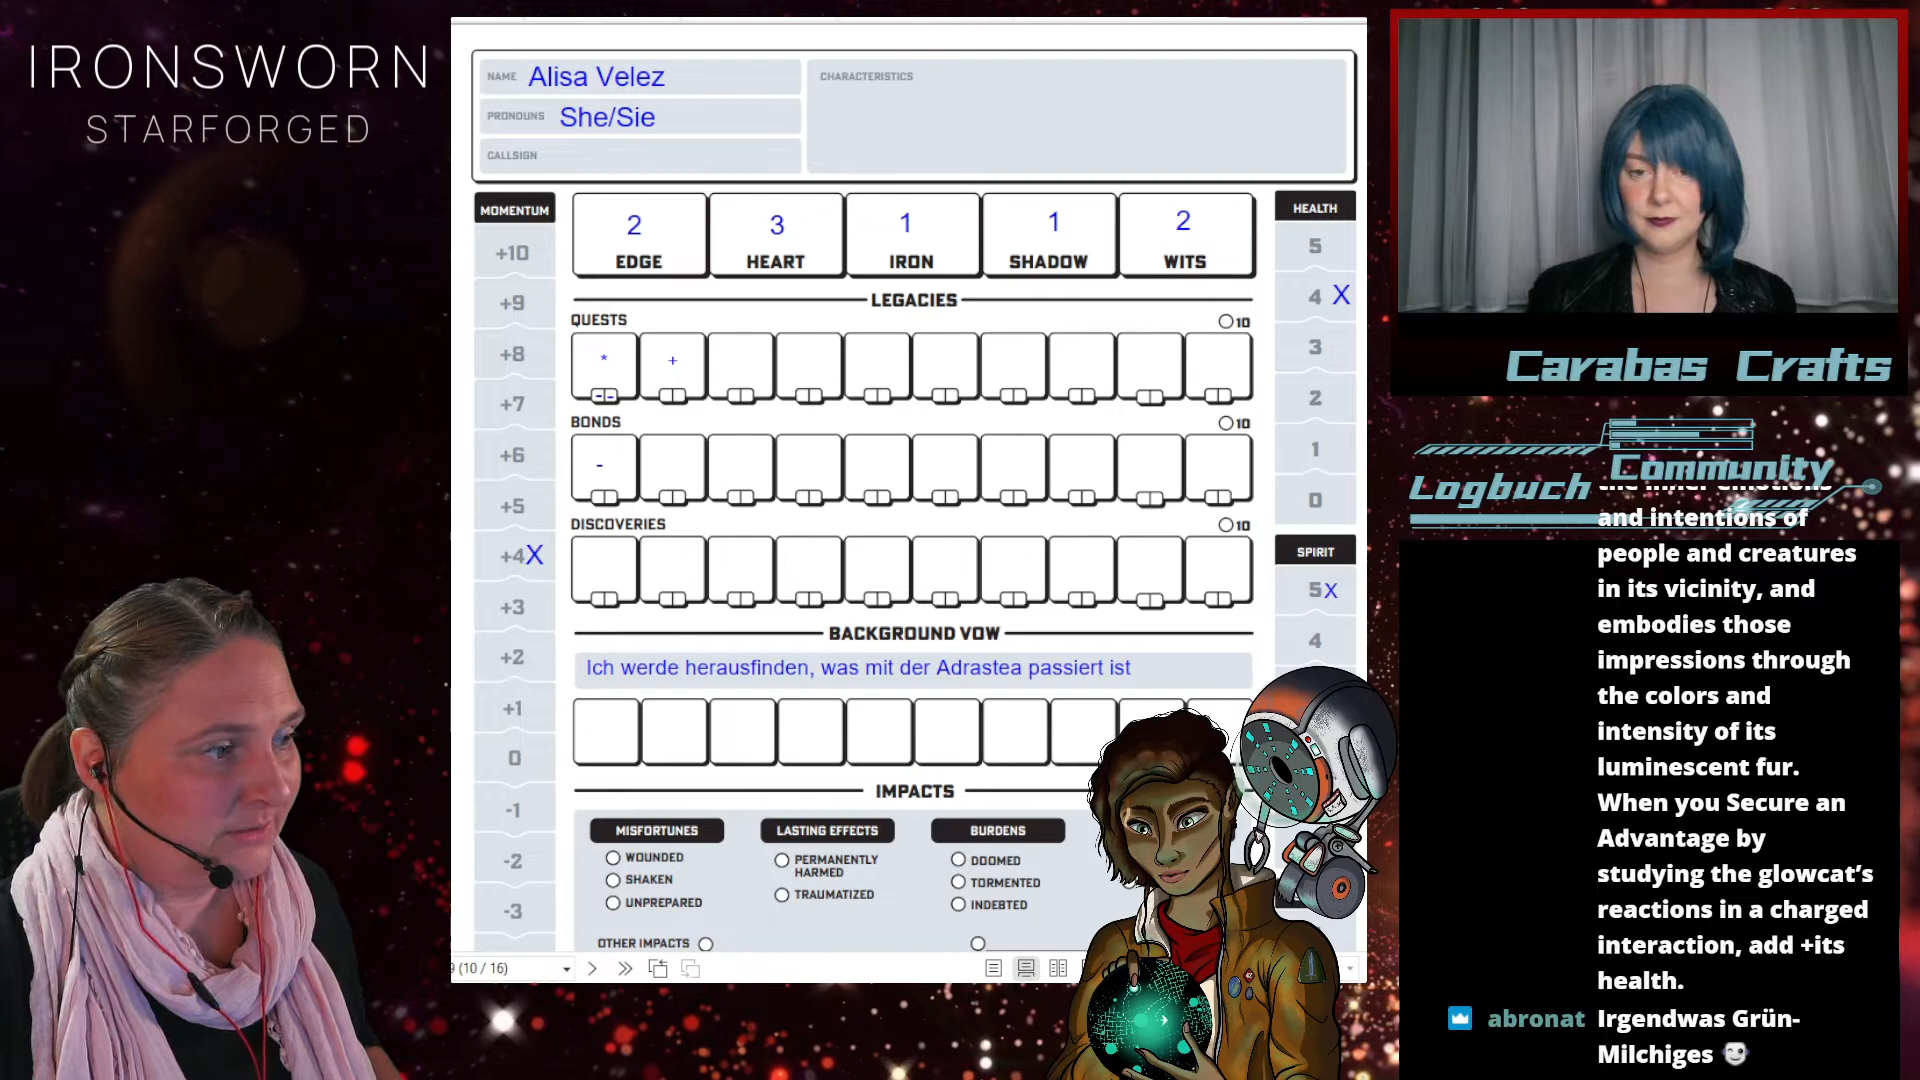 IRONSWORN
STARFORGED
NAME Alisa Velez
PRONOUNS She/Sie
CALLSIGN
CHARACTERISTICS
MOMENTUM
+10
+9
+8
+7
+6
+5
+4 X
+3
+2
+1
0
-1
-2
-3
2 3 1 1 2
EDGE HEART IRON SHADOW WITS
LEGACIES
QUESTS 10
* +
--
BONDS 10
-
DISCOVERIES 10
BACKGROUND VOW
Ich werde herausfinden, was mit der Adrastea passiert ist
IMPACTS
MISFORTUNES
WOUNDED
SHAKEN
UNPREPARED
LASTING EFFECTS
PERMANENTLY
HARMED
TRAUMATIZED
BURDENS
DOOMED
TORMENTED
INDEBTED
OTHER IMPACTS
HEALTH
5
4 X
3
2
1
0
SPIRIT
5 X
4
(10 / 16)
Carabas Crafts
Logbuch Community
and intentions of
people and creatures
in its vicinity, and
embodies those
impressions through
the colors and
intensity of its
luminescent fur.
When you Secure an
Advantage by
studying the glowcat's
reactions in a charged
interaction, add +its
health.
abronat Irgendwas Grün-
Milchiges